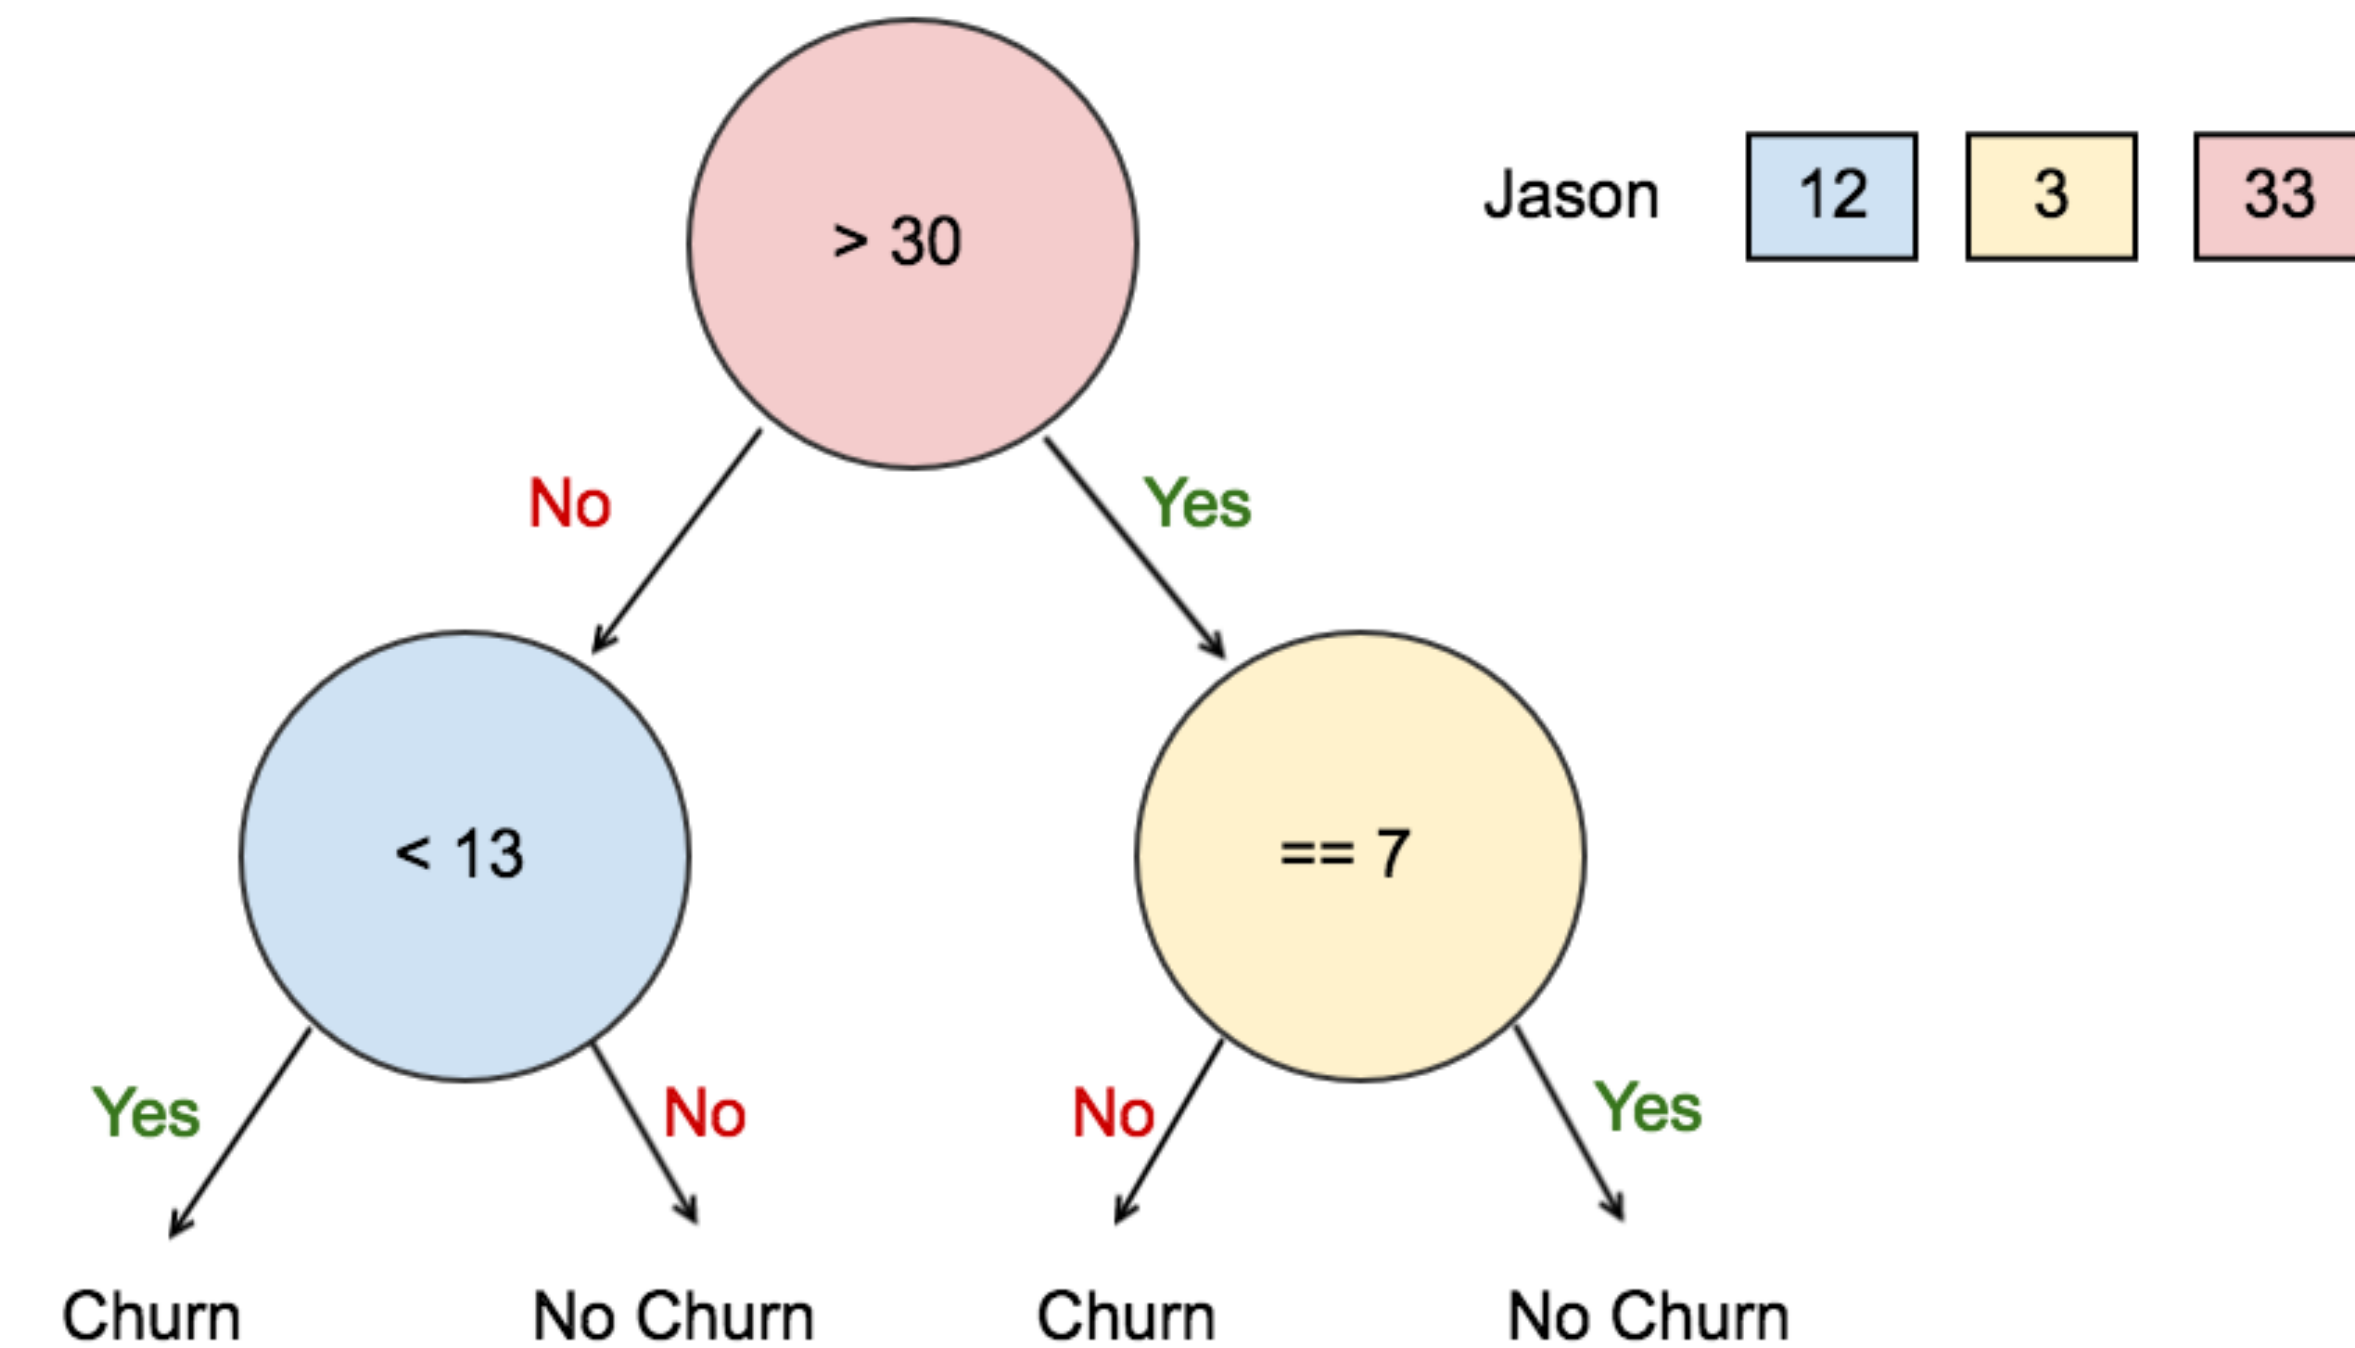 Jason 12 3 33
> 30
No Yes
< 13 == 7
Yes No No Yes
Churn No Churn Churn No Churn